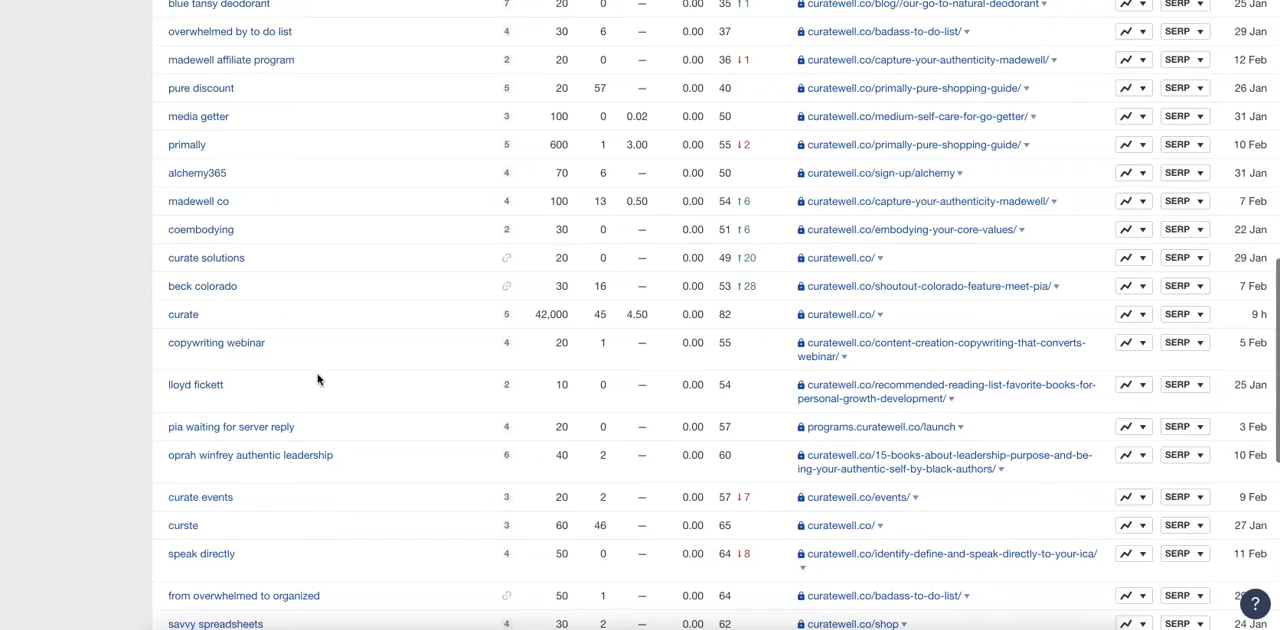 blue tansy deodorant 7 20 0 — 0.00 35 ↑1 curatewell.co/blog//our-go-to-natural-deodorant ▼ ▼ SERP ▼ 25 Jan
overwhelmed by to do list 4 30 6 — 0.00 37 curatewell.co/badass-to-do-list/ ▼ ▼ SERP ▼ 29 Jan
madewell affiliate program 2 20 0 — 0.00 36 ↓1 curatewell.co/capture-your-authenticity-madewell/ ▼ ▼ SERP ▼ 12 Feb
pure discount 5 20 57 — 0.00 40 curatewell.co/primally-pure-shopping-guide/ ▼ ▼ SERP ▼ 26 Jan
media getter 3 100 0 0.02 0.00 50 curatewell.co/medium-self-care-for-go-getter/ ▼ ▼ SERP ▼ 31 Jan
primally 5 600 1 3.00 0.00 55 ↓2 curatewell.co/primally-pure-shopping-guide/ ▼ ▼ SERP ▼ 10 Feb
alchemy365 4 70 6 — 0.00 50 curatewell.co/sign-up/alchemy ▼ ▼ SERP ▼ 31 Jan
madewell co 4 100 13 0.50 0.00 54 ↑6 curatewell.co/capture-your-authenticity-madewell/ ▼ ▼ SERP ▼ 7 Feb
coembodying 2 30 0 — 0.00 51 ↑6 curatewell.co/embodying-your-core-values/ ▼ ▼ SERP ▼ 22 Jan
curate solutions 20 0 — 0.00 49 ↑20 curatewell.co/ ▼ ▼ SERP ▼ 29 Jan
beck colorado 30 16 — 0.00 53 ↑28 curatewell.co/shoutout-colorado-feature-meet-pia/ ▼ ▼ SERP ▼ 7 Feb
curate 5 42,000 45 4.50 0.00 82 curatewell.co/ ▼ ▼ SERP ▼ 9 h
copywriting webinar 4 20 1 — 0.00 55 curatewell.co/content-creation-copywriting-that-converts- ▼ SERP ▼ 5 Feb
webinar/ ▼
lloyd fickett 2 10 0 — 0.00 54 curatewell.co/recommended-reading-list-favorite-books-for- ▼ SERP ▼ 25 Jan
personal-growth-development/ ▼
pia waiting for server reply 4 20 0 — 0.00 57 programs.curatewell.co/launch ▼ ▼ SERP ▼ 3 Feb
oprah winfrey authentic leadership 6 40 2 — 0.00 60 curatewell.co/15-books-about-leadership-purpose-and-be- ▼ SERP ▼ 10 Feb
ing-your-authentic-self-by-black-authors/ ▼
curate events 3 20 2 — 0.00 57 ↓7 curatewell.co/events/ ▼ ▼ SERP ▼ 9 Feb
curste 3 60 46 — 0.00 65 curatewell.co/ ▼ ▼ SERP ▼ 27 Jan
speak directly 4 50 0 — 0.00 64 ↓8 curatewell.co/identify-define-and-speak-directly-to-your-ica/ ▼ SERP ▼ 11 Feb
▼
from overwhelmed to organized 50 1 — 0.00 64 curatewell.co/badass-to-do-list/ ▼ ▼ SERP ▼ ?
savvy spreadsheets 4 30 2 — 0.00 62 curatewell.co/shop ▼ ▼ SERP ▼ 24 Jan